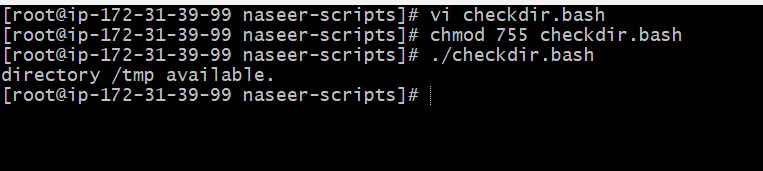 [root@ip-172-31-39-99 naseer-scripts]# vi checkdir.bash
[root@ip-172-31-39-99 naseer-scripts]# chmod 755 checkdir.bash
[root@ip-172-31-39-99 naseer-scripts]# ./checkdir.bash
directory /tmp available.
[root@ip-172-31-39-99 naseer-scripts]#